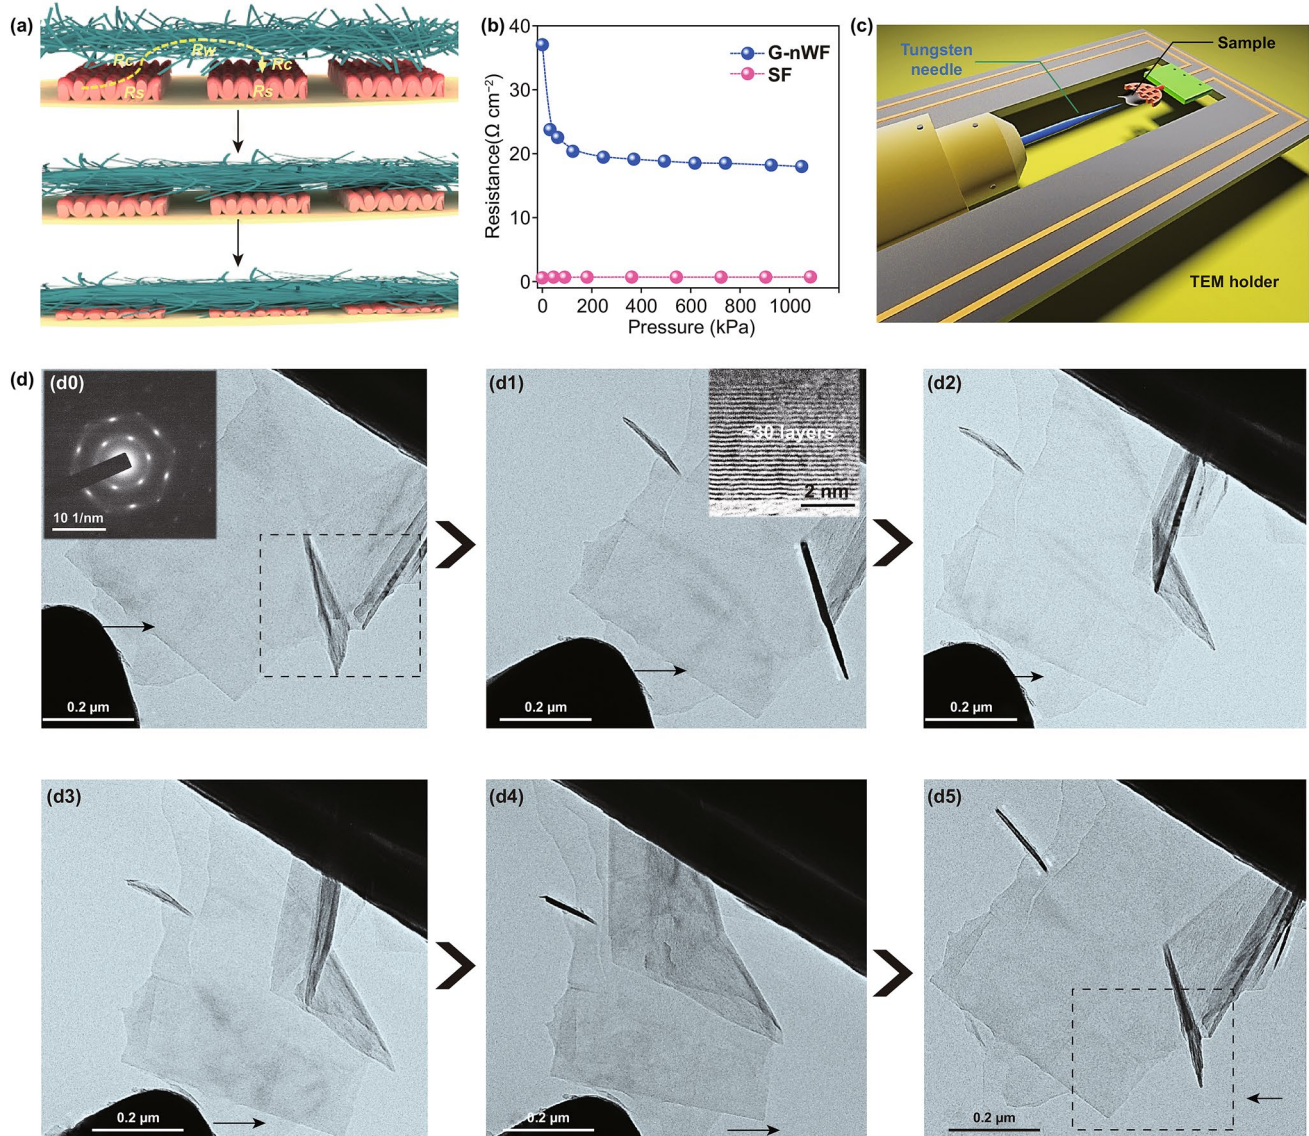 (a)
Rc
Rw
Rc
Rs
Rs
(b)
40
30
20
10
0
Resistance(Ω cm⁻²)
G-nWF
SF
0
200
400
600
800
1000
Pressure (kPa)
(c)
Tungsten
needle
Sample
TEM holder
(d)
(d0)
10 1/nm
0.2 μm
(d1)
~30 layers
2 nm
0.2 μm
(d2)
0.2 μm
(d3)
0.2 μm
(d4)
0.2 μm
(d5)
0.2 μm